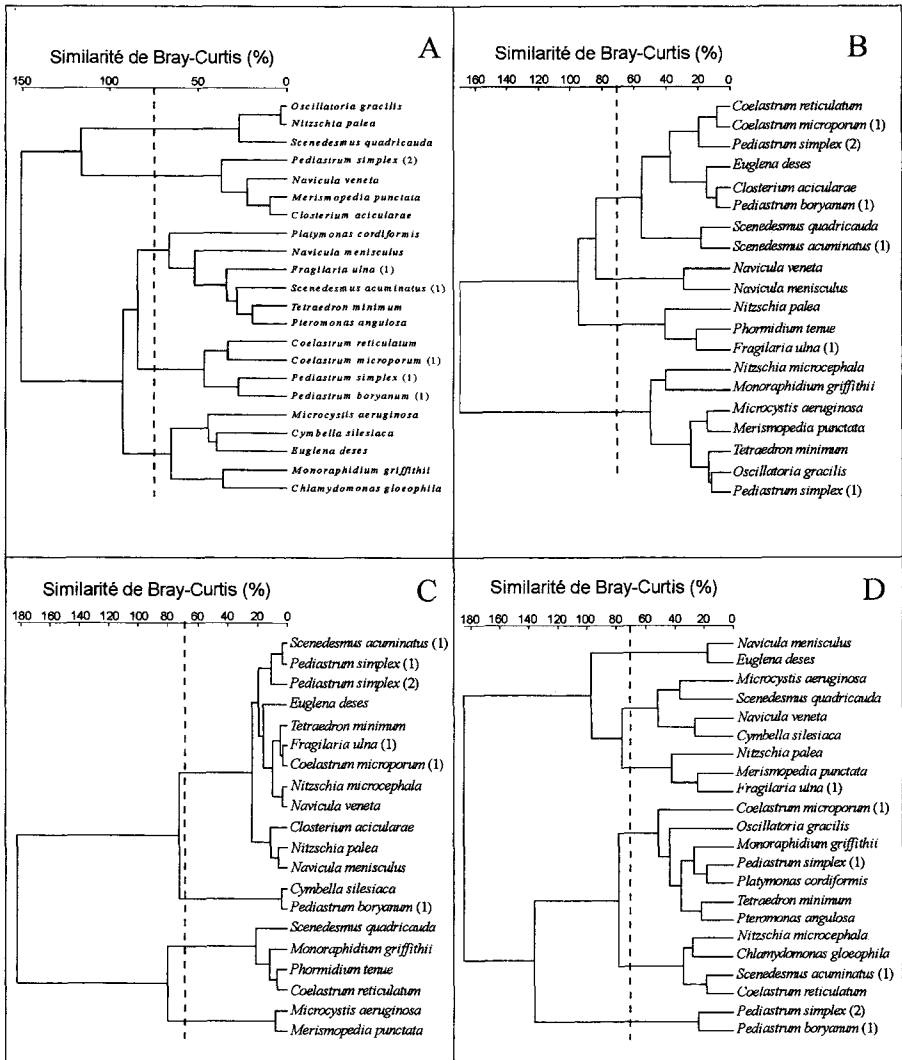 Similarité de Bray-Curtis (%)
A
150 100 50 0
Oscillatoria gracilis
Nitzschia palea
Scenedesmus quadricauda
Pediastrum simplex (2)
Navicula veneta
Merismopedia punctata
Closterium acicularae
Platymonas cordiformis
Navicula menisculus
Fragilaria ulna (1)
Scenedesmus acuminatus (1)
Tetraedron minimum
Pteromonas angulosa
Coelastrum reticulatum
Coelastrum microporum (1)
Pediastrum simplex (1)
Pediastrum boryanum (1)
Microcystis aeruginosa
Cymbella silesiaca
Euglena deses
Monoraphidium griffithii
Chlamydomonas gloeophila
Similarité de Bray-Curtis (%)
B
160 140 120 100 80 60 40 20 0
Coelastrum reticulatum
Coelastrum microporum (1)
Pediastrum simplex (2)
Euglena deses
Closterium acicularae
Pediastrum boryanum (1)
Scenedesmus quadricauda
Scenedesmus acuminatus (1)
Navicula veneta
Navicula menisculus
Nitzschia palea
Phormidium tenue
Fragilaria ulna (1)
Nitzschia microcephala
Monoraphidium griffithii
Microcystis aeruginosa
Merismopedia punctata
Tetraedron minimum
Oscillatoria gracilis
Pediastrum simplex (1)
Similarité de Bray-Curtis (%)
C
180 160 140 120 100 80 60 40 20 0
Scenedesmus acuminatus (1)
Pediastrum simplex (1)
Pediastrum simplex (2)
Euglena deses
Tetraedron minimum
Fragilaria ulna (1)
Coelastrum microporum (1)
Nitzschia microcephala
Navicula veneta
Closterium acicularae
Nitzschia palea
Navicula menisculus
Cymbella silesiaca
Pediastrum boryanum (1)
Scenedesmus quadricauda
Monoraphidium griffithii
Phormidium tenue
Coelastrum reticulatum
Microcystis aeruginosa
Merismopedia punctata
Similarité de Bray-Curtis (%)
D
180 160 140 120 100 80 60 40 20 0
Navicula menisculus
Euglena deses
Microcystis aeruginosa
Scenedesmus quadricauda
Navicula veneta
Cymbella silesiaca
Nitzschia palea
Merismopedia punctata
Fragilaria ulna (1)
Coelastrum microporum (1)
Oscillatoria gracilis
Monoraphidium griffithii
Pediastrum simplex (1)
Platymonas cordiformis
Tetraedron minimum
Pteromonas angulosa
Nitzschia microcephala
Chlamydomonas gloeophila
Scenedesmus acuminatus (1)
Coelastrum reticulatum
Pediastrum simplex (2)
Pediastrum boryanum (1)